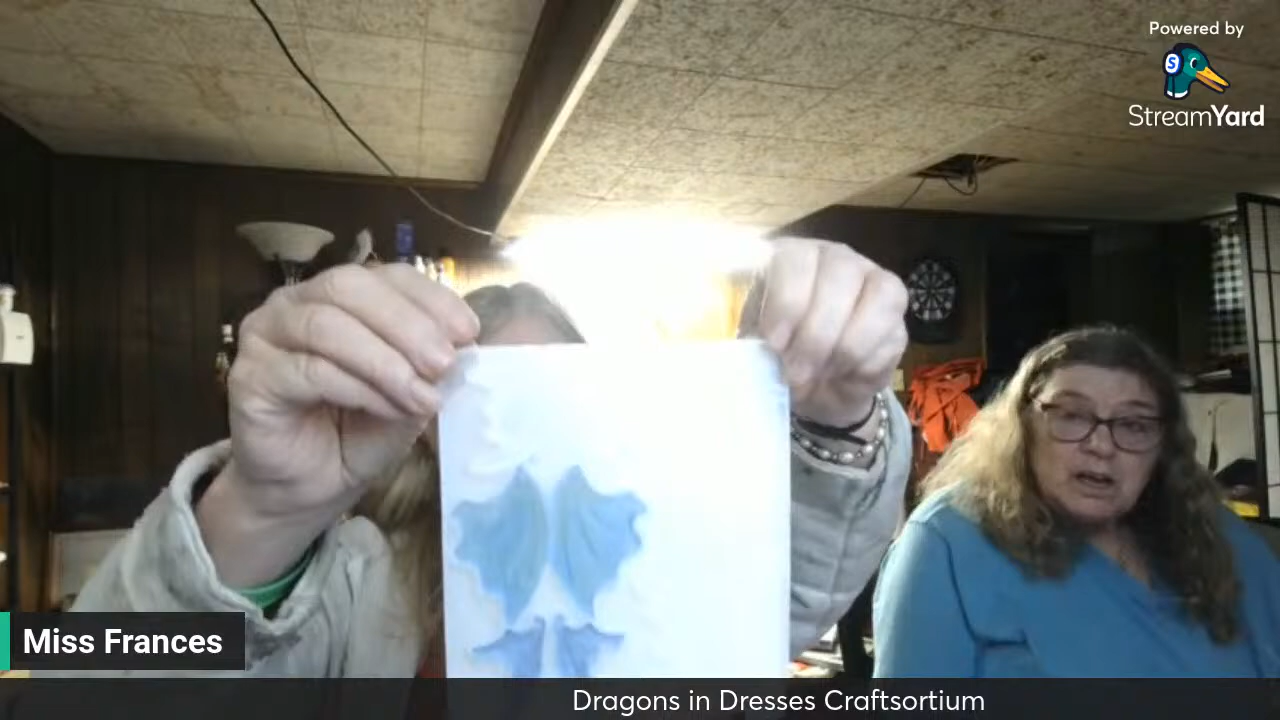 Powered by
S
StreamYard
Miss Frances
Dragons in Dresses Craftsortium